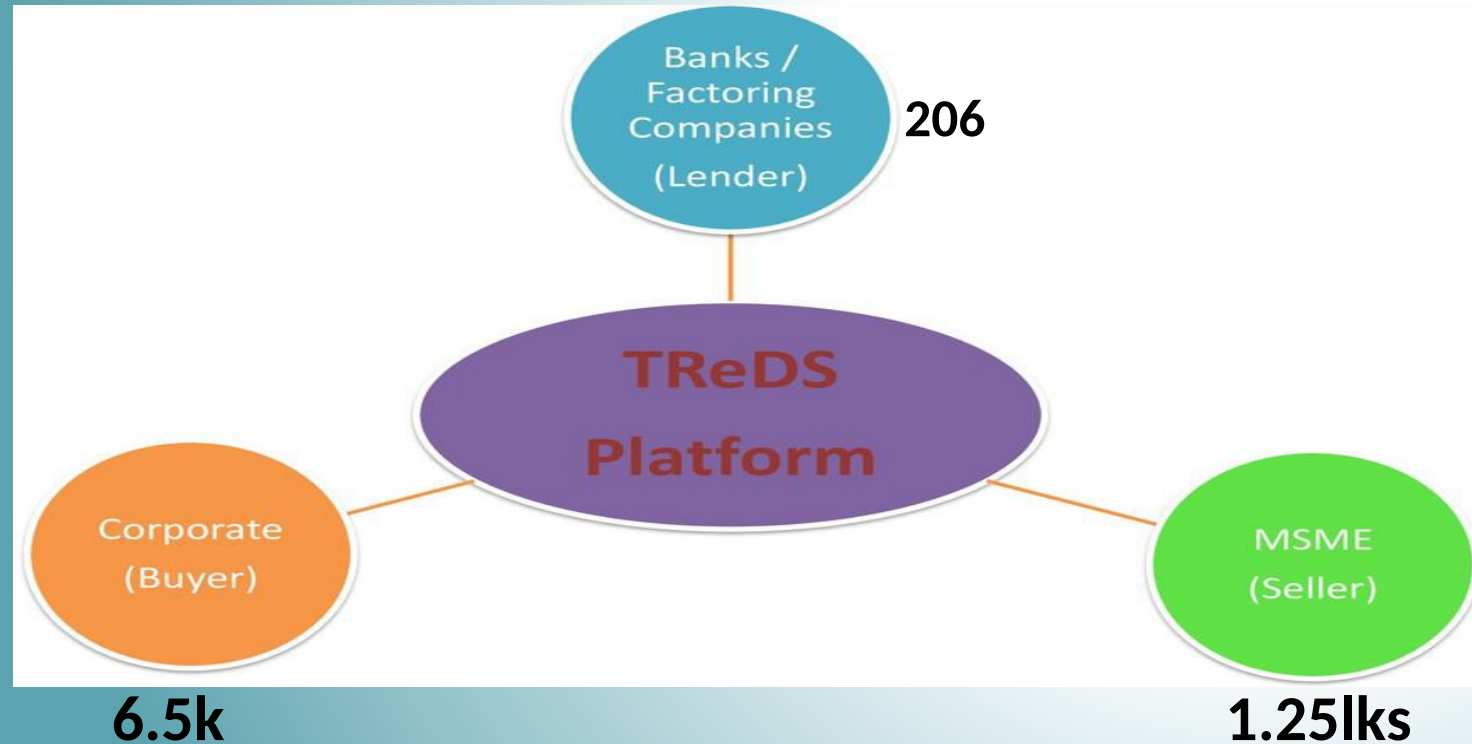 Banks /
Factoring
Companies
(Lender)
206
TReDS
Platform
Corporate
(Buyer)
MSME
(Seller)
6.5k
1.25lks